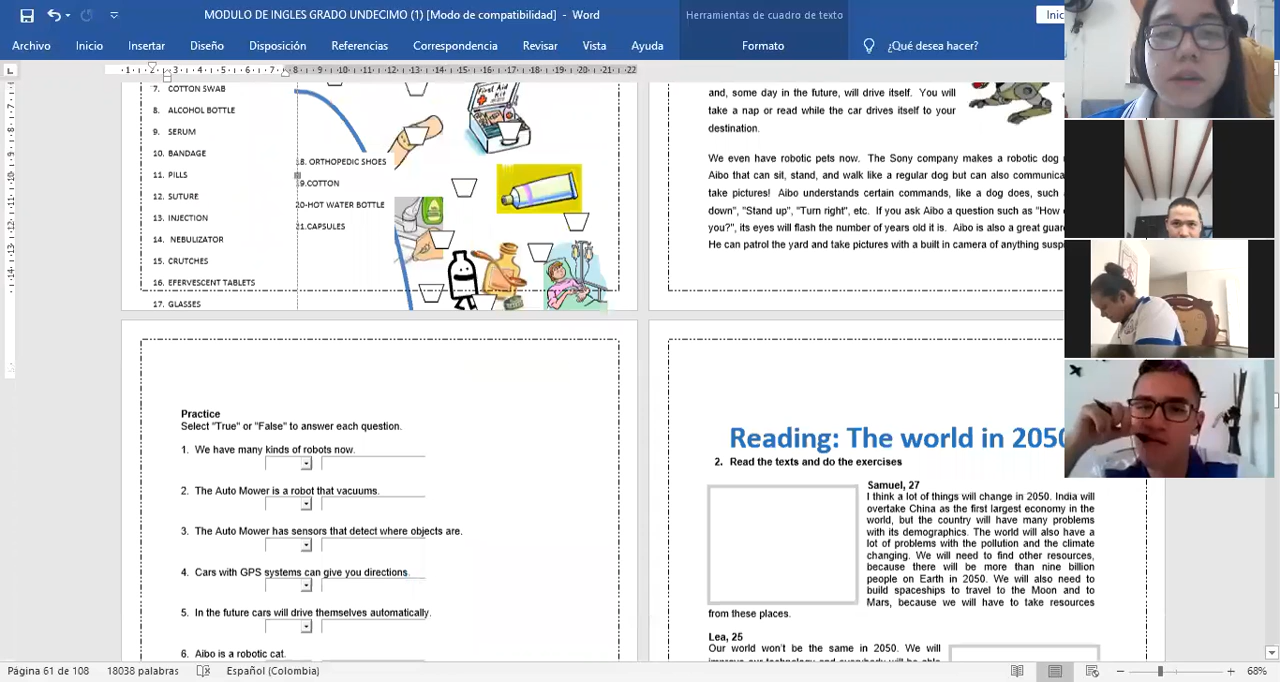 MODULO DE INGLES GRADO UNDECIMO (1) [Modo de compatibilidad] - Word
Herramientas de cuadro de texto
Archivo Inicio Insertar Diseño Disposición Referencias Correspondencia Revisar Vista Ayuda Formato ¿Qué desea hacer?
7. COTTON SWAB
8. ALCOHOL BOTTLE
9. SERUM
10. BANDAGE
11. PILLS
12. SUTURE
13. INJECTION
14. NEBULIZATOR
15. CRUTCHES
16. EFERVESCENT TABLETS
17. GLASSES
18. ORTHOPEDIC SHOES
19.COTTON
20-HOT WATER BOTTLE
21.CAPSULES
First Aid
Kit
and, some day in the future, will drive itself. You will
take a nap or read while the car drives itself to your
destination.
We even have robotic pets now. The Sony company makes a robotic dog
Aibo that can sit, stand, and walk like a regular dog but can also communica
take pictures! Aibo understands certain commands, like a dog does, such
down", "Stand up", "Turn right", etc. If you ask Aibo a question such as "How
you?", its eyes will flash the number of years old it is. Aibo is also a great guar
He can patrol the yard and take pictures with a built in camera of anything susp
Practice
Select "True" or "False" to answer each question.
1. We have many kinds of robots now.
2. The Auto Mower is a robot that vacuums.
3. The Auto Mower has sensors that detect where objects are.
4. Cars with GPS systems can give you directions.
5. In the future cars will drive themselves automatically.
6. Aibo is a robotic cat.
Reading: The world in 2050
2. Read the texts and do the exercises
Samuel, 27
I think a lot of things will change in 2050. India will
overtake China as the first largest economy in the
world, but the country will have many problems
with its demographics. The world will also have a
lot of problems with the pollution and the climate
changing. We will need to find other resources,
because there will be more than nine billion
people on Earth in 2050. We will also need to
build spaceships to travel to the Moon and to
Mars, because we will have to take resources
from these places.
Lea, 25
Our world won't be the same in 2050. We will
improve our technology and everybody will be able
Página 61 de 108 18038 palabras Español (Colombia) 68%